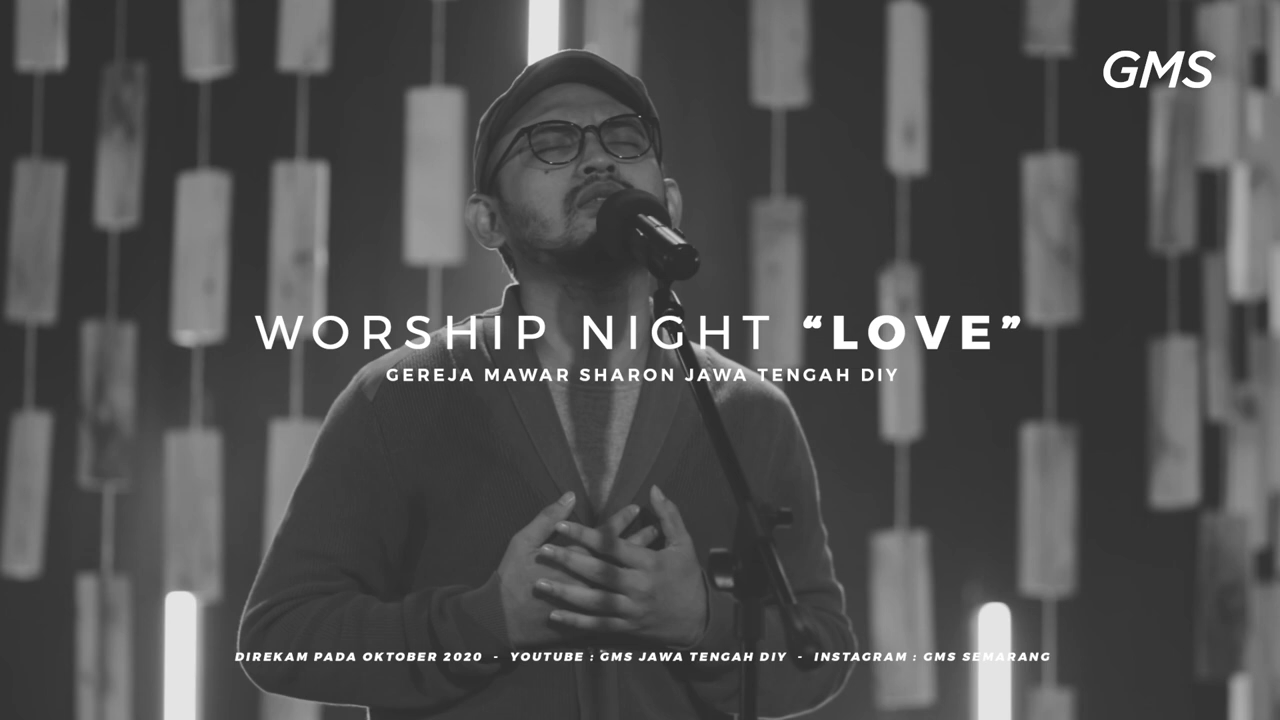 GMS
WORSHIP NIGHT “LOVE”
GEREJA MAWAR SHARON JAWA TENGAH DIY
DIREKAM PADA OKTOBER 2020 - YOUTUBE : GMS JAWA TENGAH DIY - INSTAGRAM : GMS SEMARANG